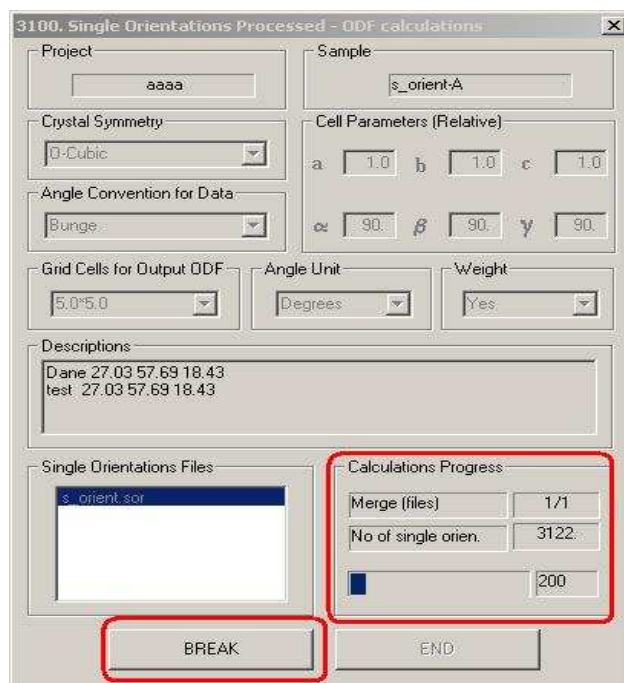 3100. Single Orientations Processed - ODF calculations
Project
Sample
aaaa
s_orient-A
Crystal Symmetry
Cell Parameters (Relative)
O-Cubic
a 1.0 b 1.0 c 1.0
Angle Convention for Data
Bunge
α 90. β 90. γ 90.
Grid Cells for Output ODF
Angle Unit
Weight
5.0*5.0
Degrees
Yes
Descriptions
Dane 27.03 57.69 18.43
test 27.03 57.69 18.43
Single Orientations Files
Calculations Progress
s_orient.sor
Merge (files) 1/1
No of single orien. 3122.
200
BREAK
END